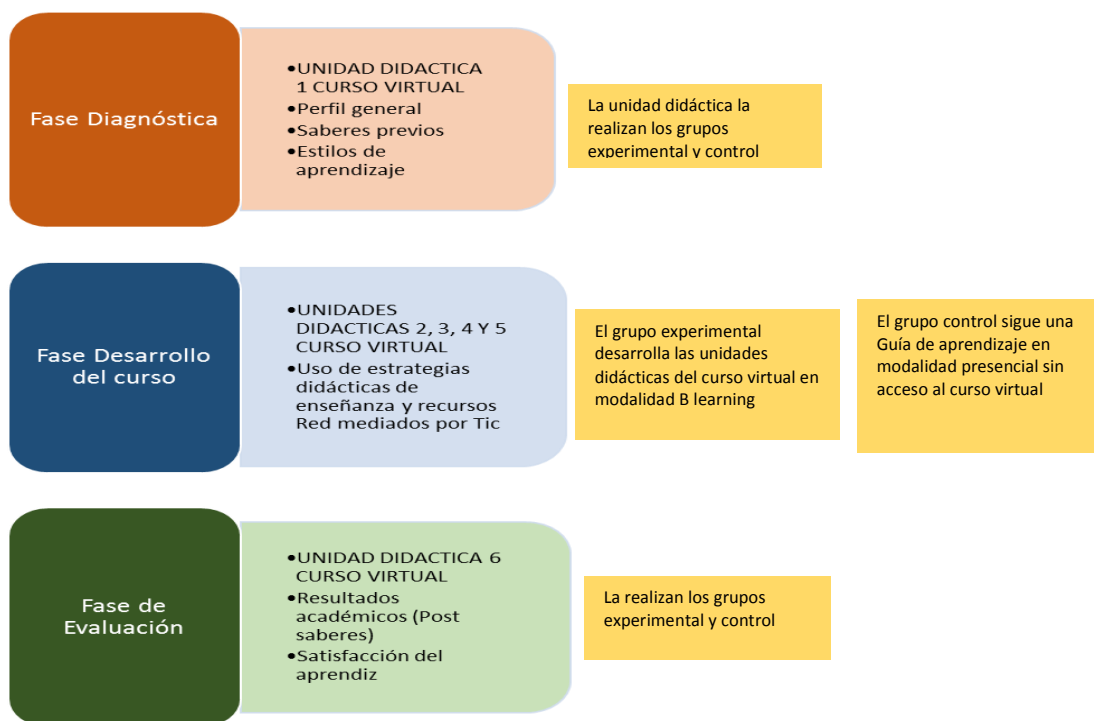 Fase Diagnóstica
•UNIDAD DIDACTICA
1 CURSO VIRTUAL
•Perfil general
•Saberes previos
•Estilos de
aprendizaje
La unidad didáctica la
realizan los grupos
experimental y control
Fase Desarrollo
del curso
•UNIDADES
DIDACTICAS 2, 3, 4 Y 5
CURSO VIRTUAL
•Uso de estrategias
didácticas de
enseñanza y recursos
Red mediados por Tic
El grupo experimental
desarrolla las unidades
didácticas del curso virtual en
modalidad B learning
El grupo control sigue una
Guía de aprendizaje en
modalidad presencial sin
acceso al curso virtual
Fase de
Evaluación
•UNIDAD DIDACTICA 6
CURSO VIRTUAL
•Resultados
académicos (Post
saberes)
•Satisfacción del
aprendiz
La realizan los grupos
experimental y control